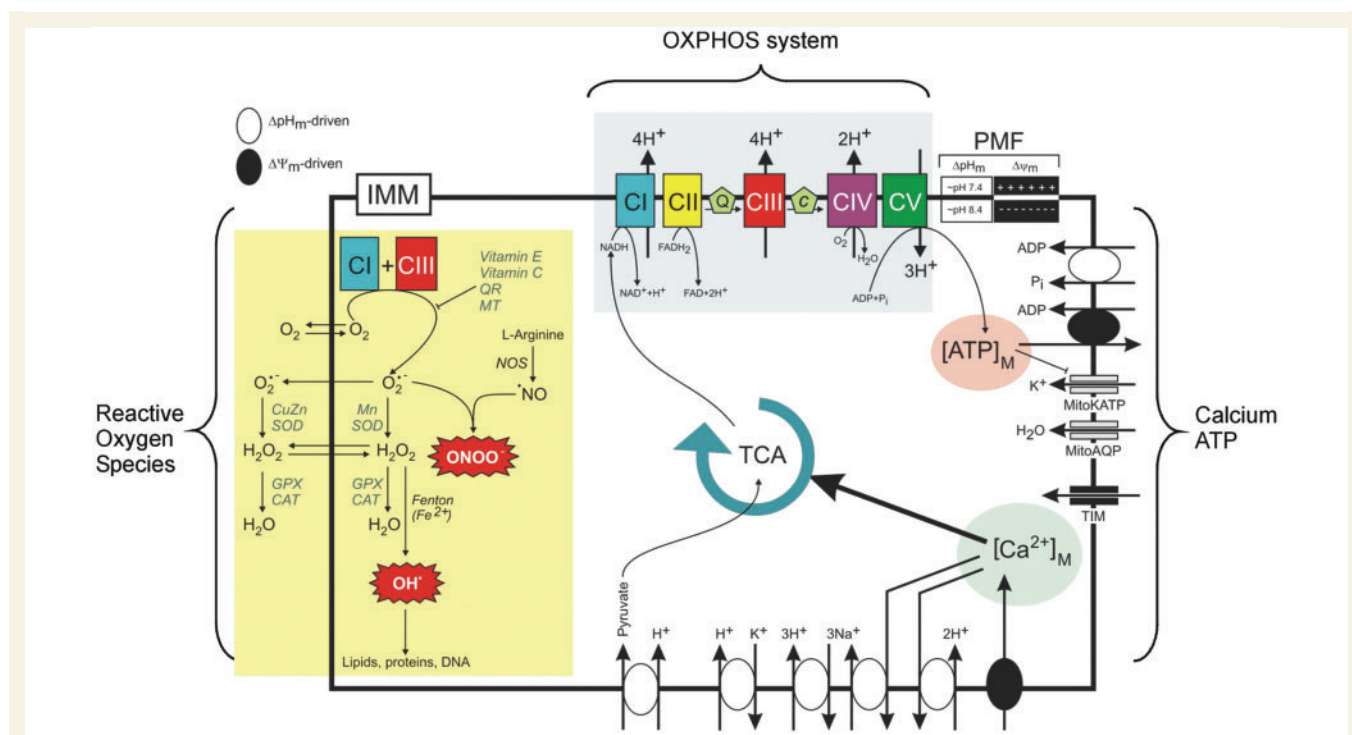 OXPHOS system
ΔpHm-driven
ΔΨm-driven
IMM
4H+
4H+
2H+
PMF
ΔpHm
Δψm
~pH 7.4
+ + + + + +
~pH 8.4
- - - - - - -
CI
CII
Q
CIII
C
CIV
CV
NADH
NAD++H+
FADH2
FAD+2H+
O2
H2O
ADP+Pi
3H+
Reactive
Oxygen
Species
CI
+
CIII
Vitamin E
Vitamin C
QR
MT
O2
O2
L-Arginine
NOS
•NO
O2•-
O2•-
CuZn
SOD
Mn
SOD
H2O2
H2O2
ONOO-
GPX
CAT
GPX
CAT
Fenton
(Fe2+)
H2O
H2O
OH•
Lipids, proteins, DNA
ADP
Pi
ADP
[ATP]M
K+
MitoKATP
H2O
MitoAQP
TIM
Calcium
ATP
TCA
[Ca2+]M
Pyruvate
H+
H+
K+
3H+
3Na+
2H+